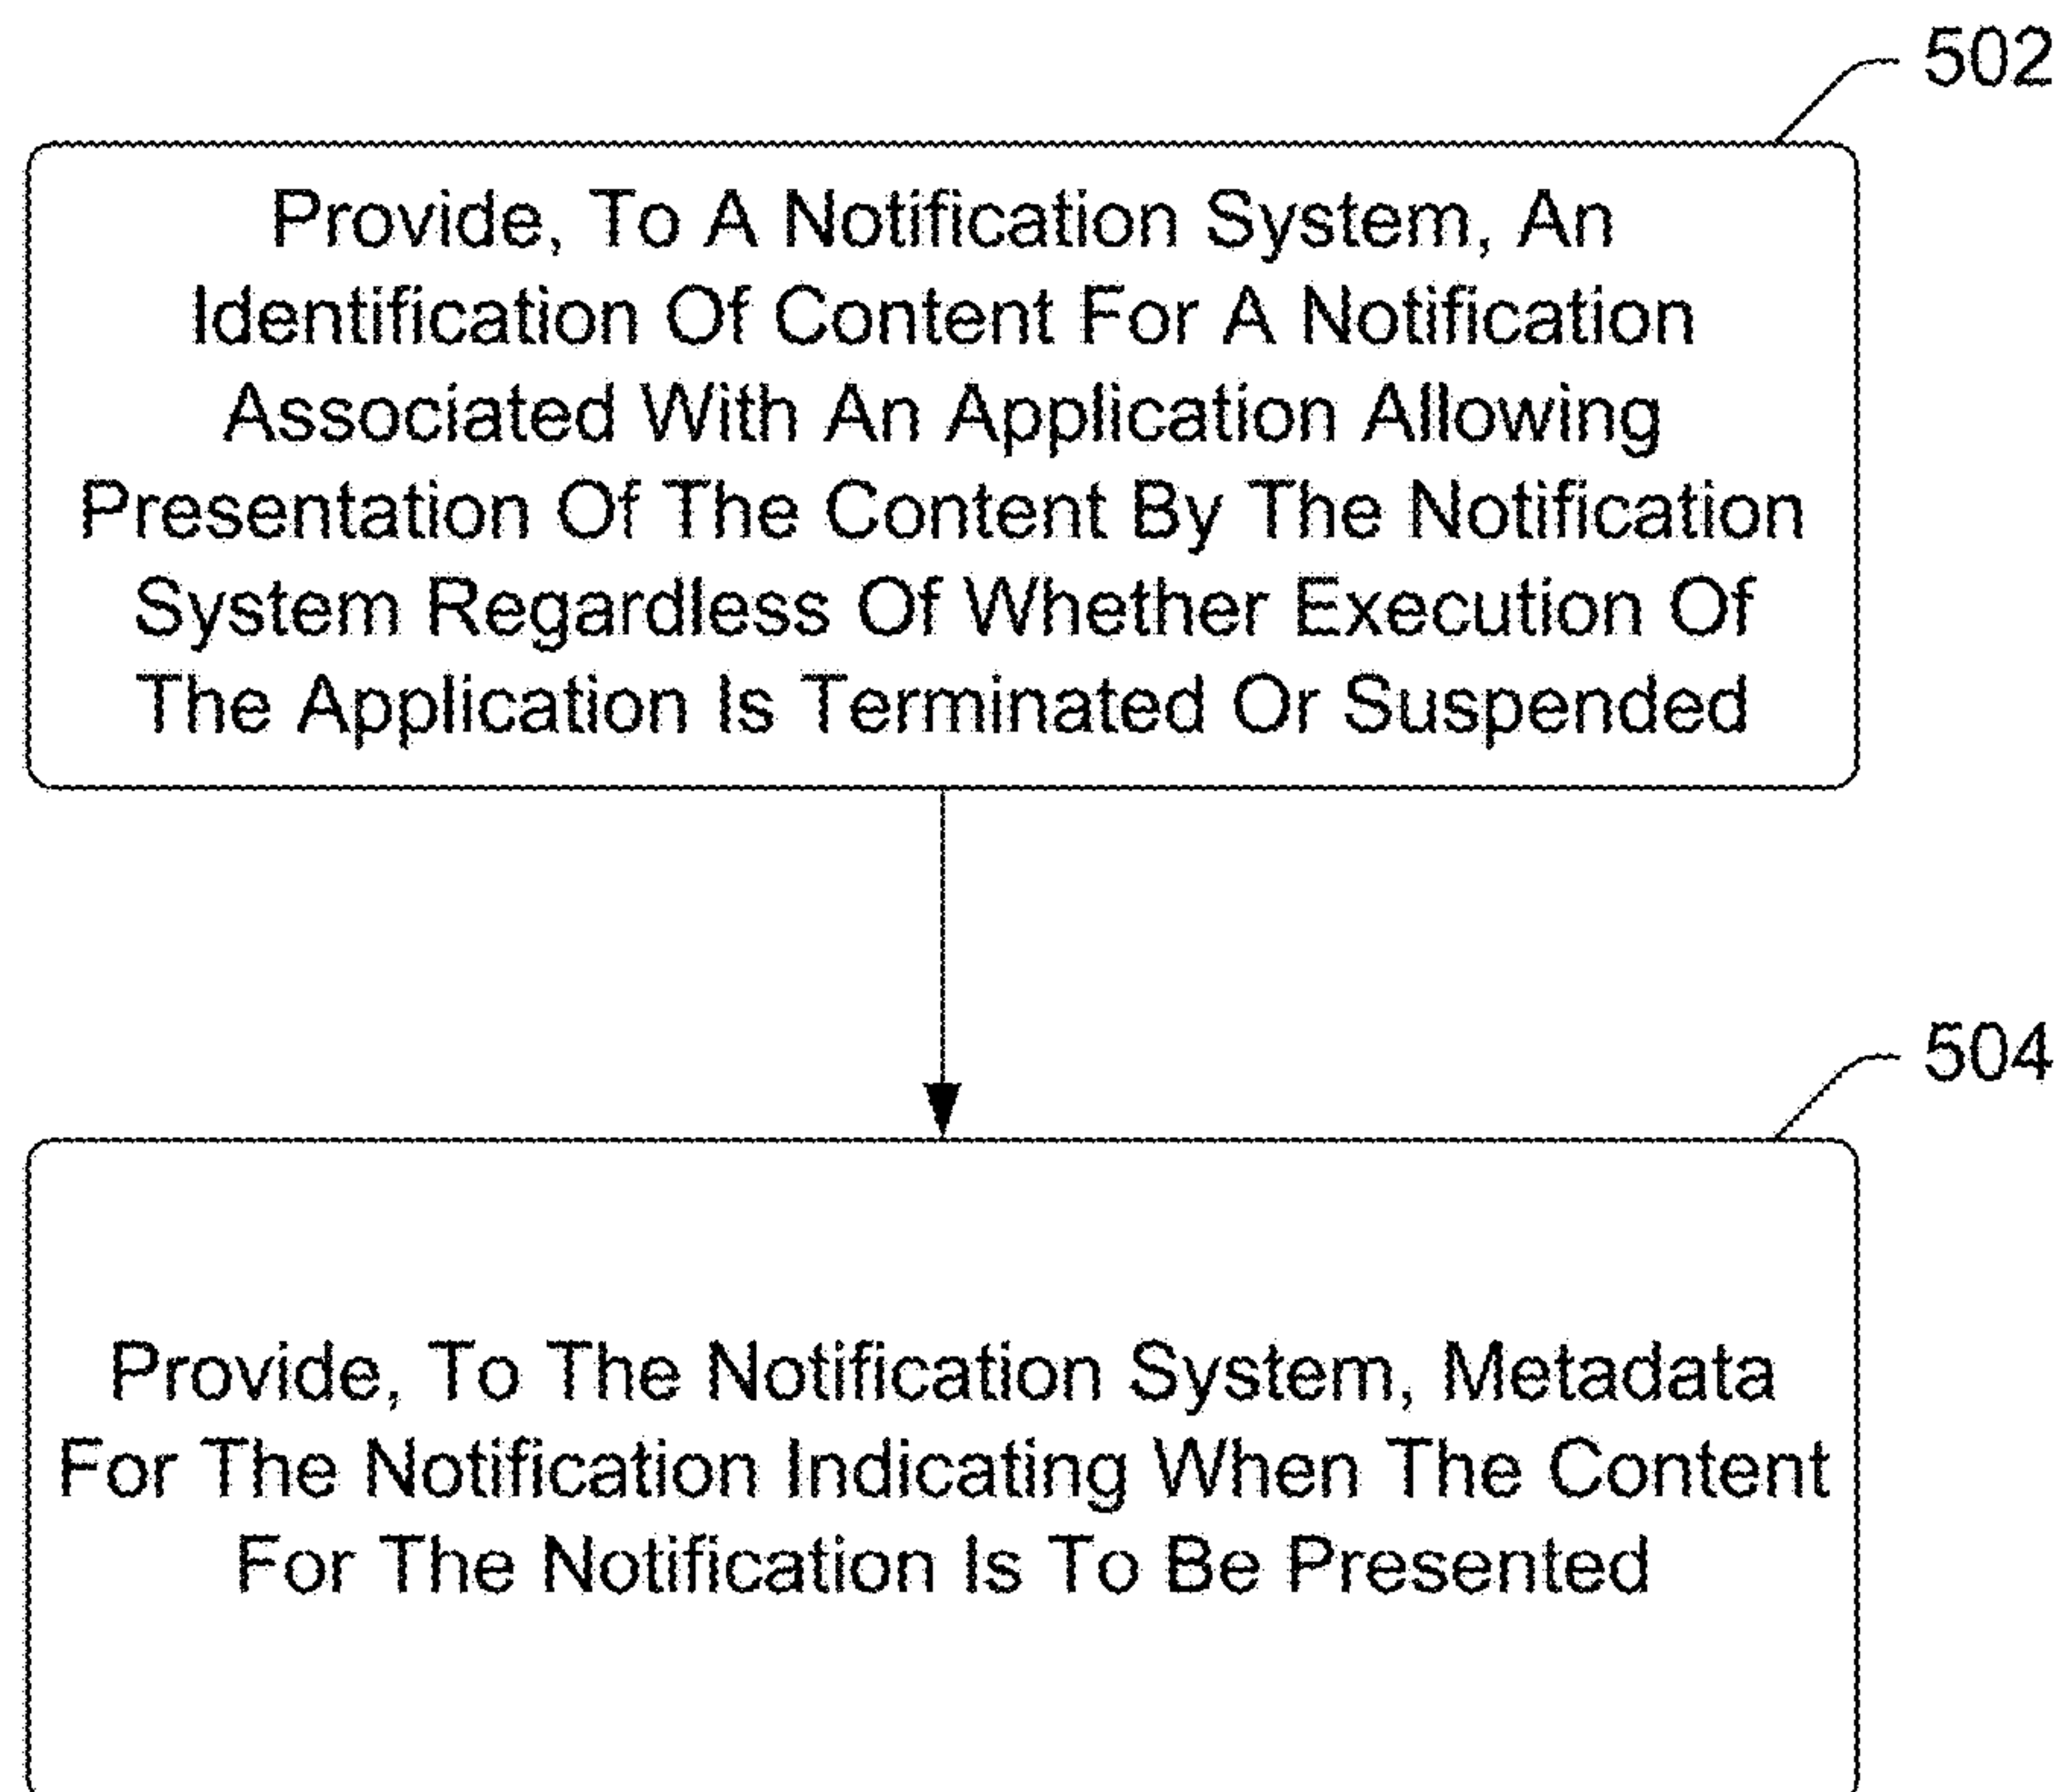 502
Provide, To A Notification System, An
Identification Of Content For A Notification
Associated With An Application Allowing
Presentation Of The Content By The Notification
System Regardless Of Whether Execution Of
The Application Is Terminated Or Suspended
504
Provide, To The Notification System, Metadata
For The Notification Indicating When The Content
For The Notification Is To Be Presented